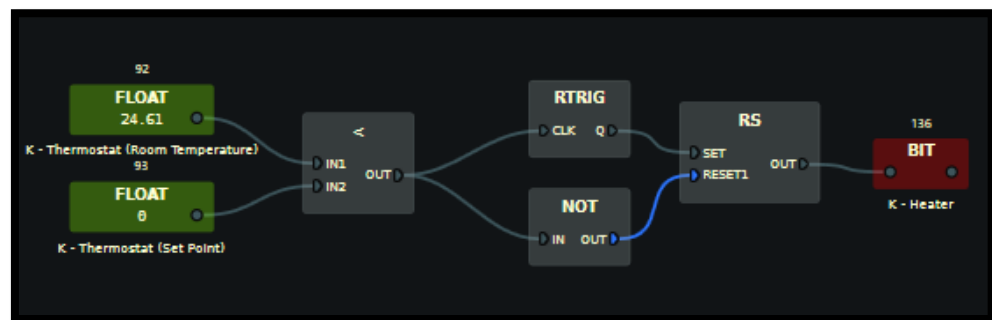 92
FLOAT
24.61
K - Thermostat (Room Temperature)
93
FLOAT
0
K - Thermostat (Set Point)
<
IN1
IN2
OUT
RTRIG
CLK Q
NOT
IN OUT
RS
SET
RESET1
OUT
136
BIT
K - Heater